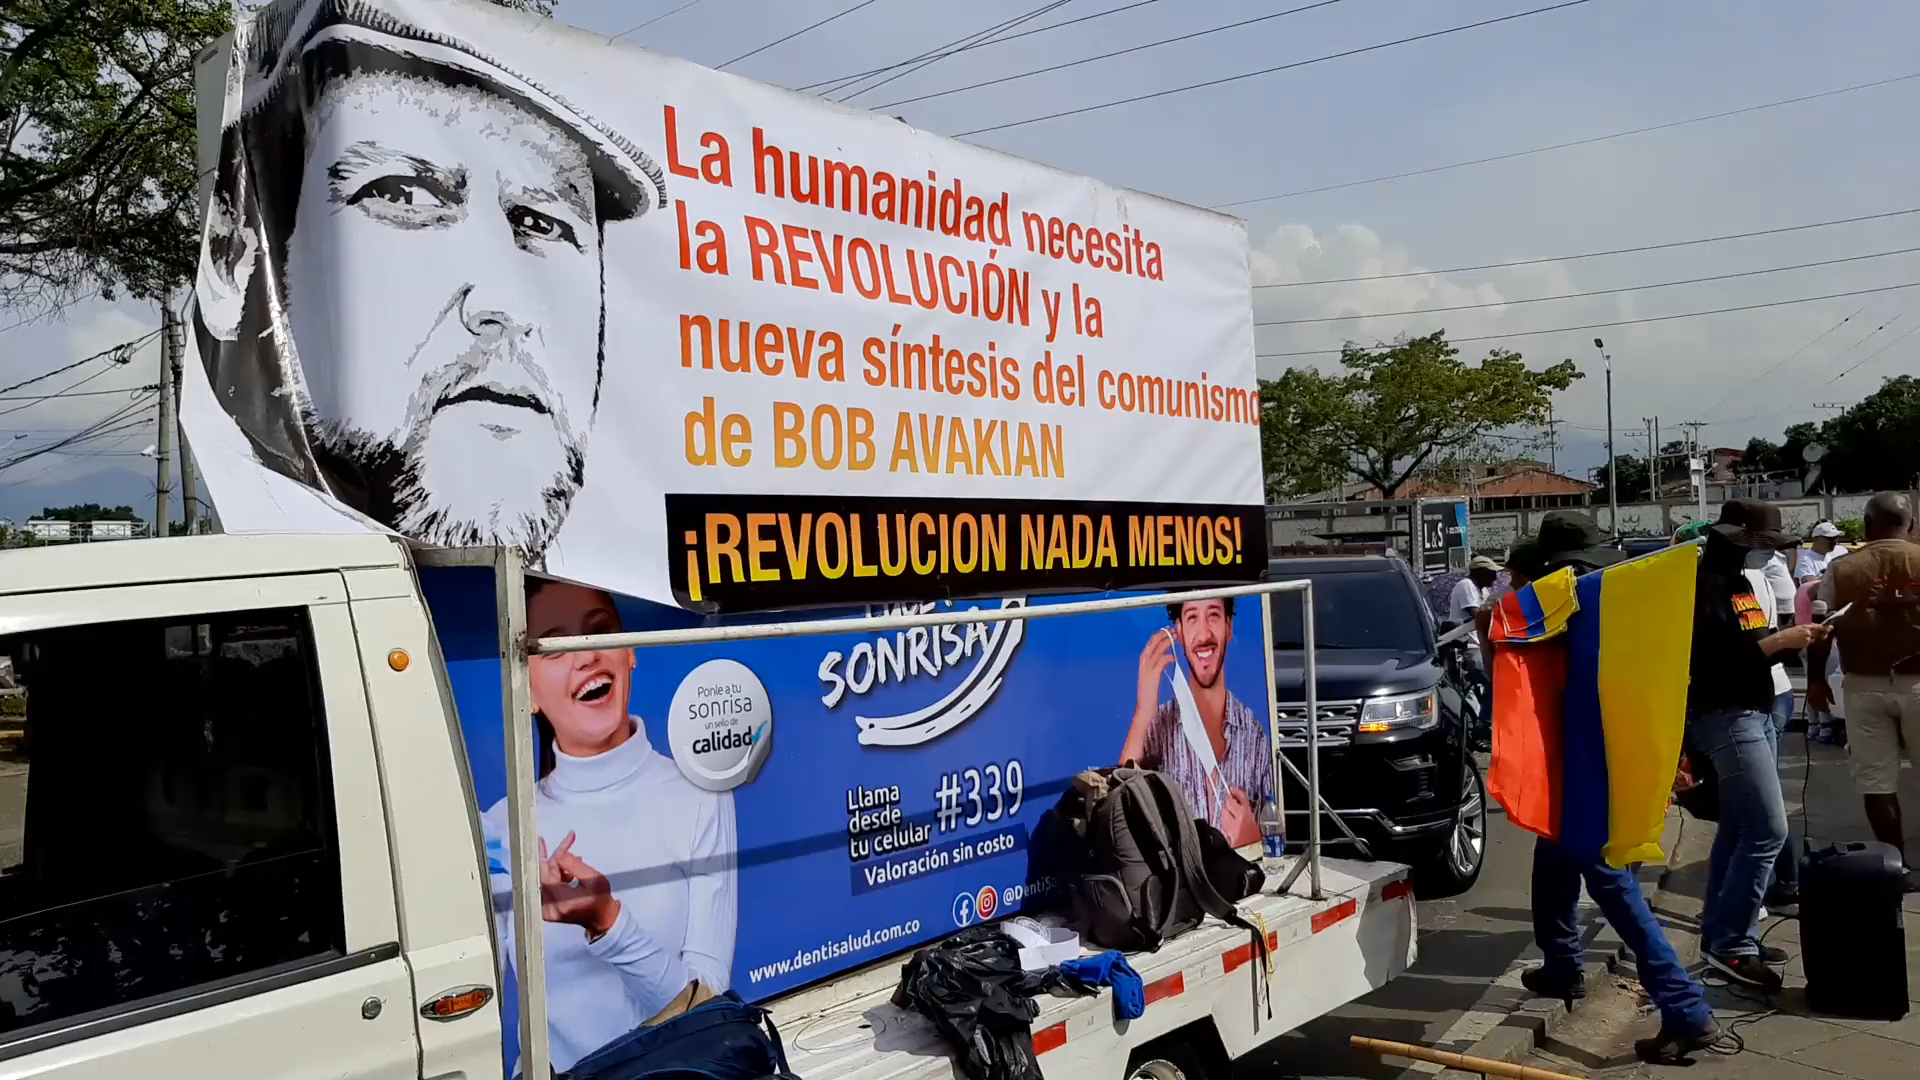 La humanidad necesita
la REVOLUCIÓN y la
nueva síntesis del comunismo
de BOB AVAKIAN
¡REVOLUCION NADA MENOS!
SONRISA
Ponle a tu
sonrisa
un sello de
calidad
Llama
desde
tu celular
#339
Valoración sin costo
www.dentisalud.com.co
L&S